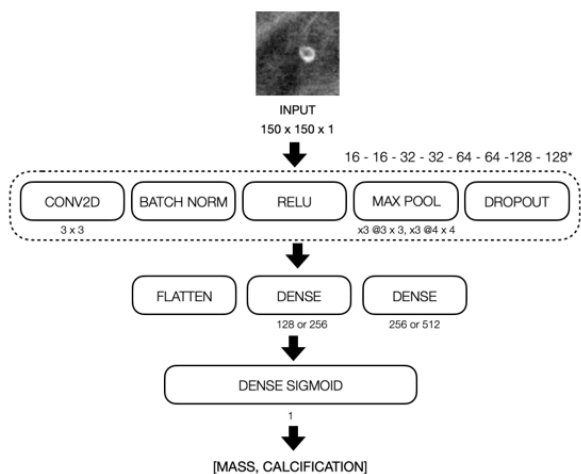 INPUT
150 x 150 x 1
16 - 16 - 32 - 32 - 64 - 64 -128 - 128*
CONV2D BATCH NORM RELU MAX POOL DROPOUT
3 x 3 x3 @3 x 3, x3 @4 x 4
FLATTEN DENSE DENSE
128 or 256 256 or 512
DENSE SIGMOID
1
[MASS, CALCIFICATION]